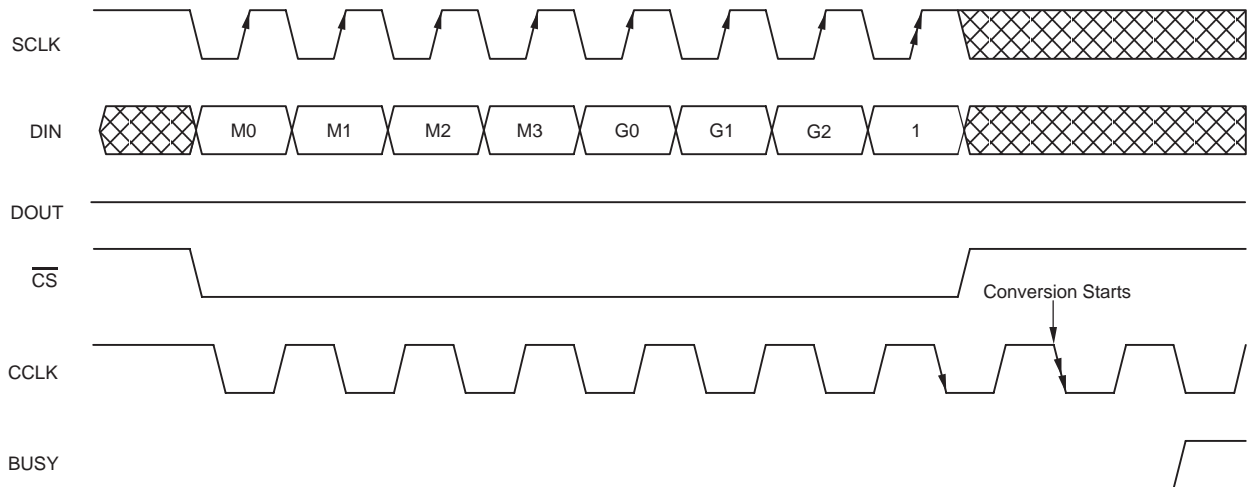 SCLK
DIN
M0 M1 M2 M3 G0 G1 G2 1
DOUT
CS
Conversion Starts
CCLK
BUSY